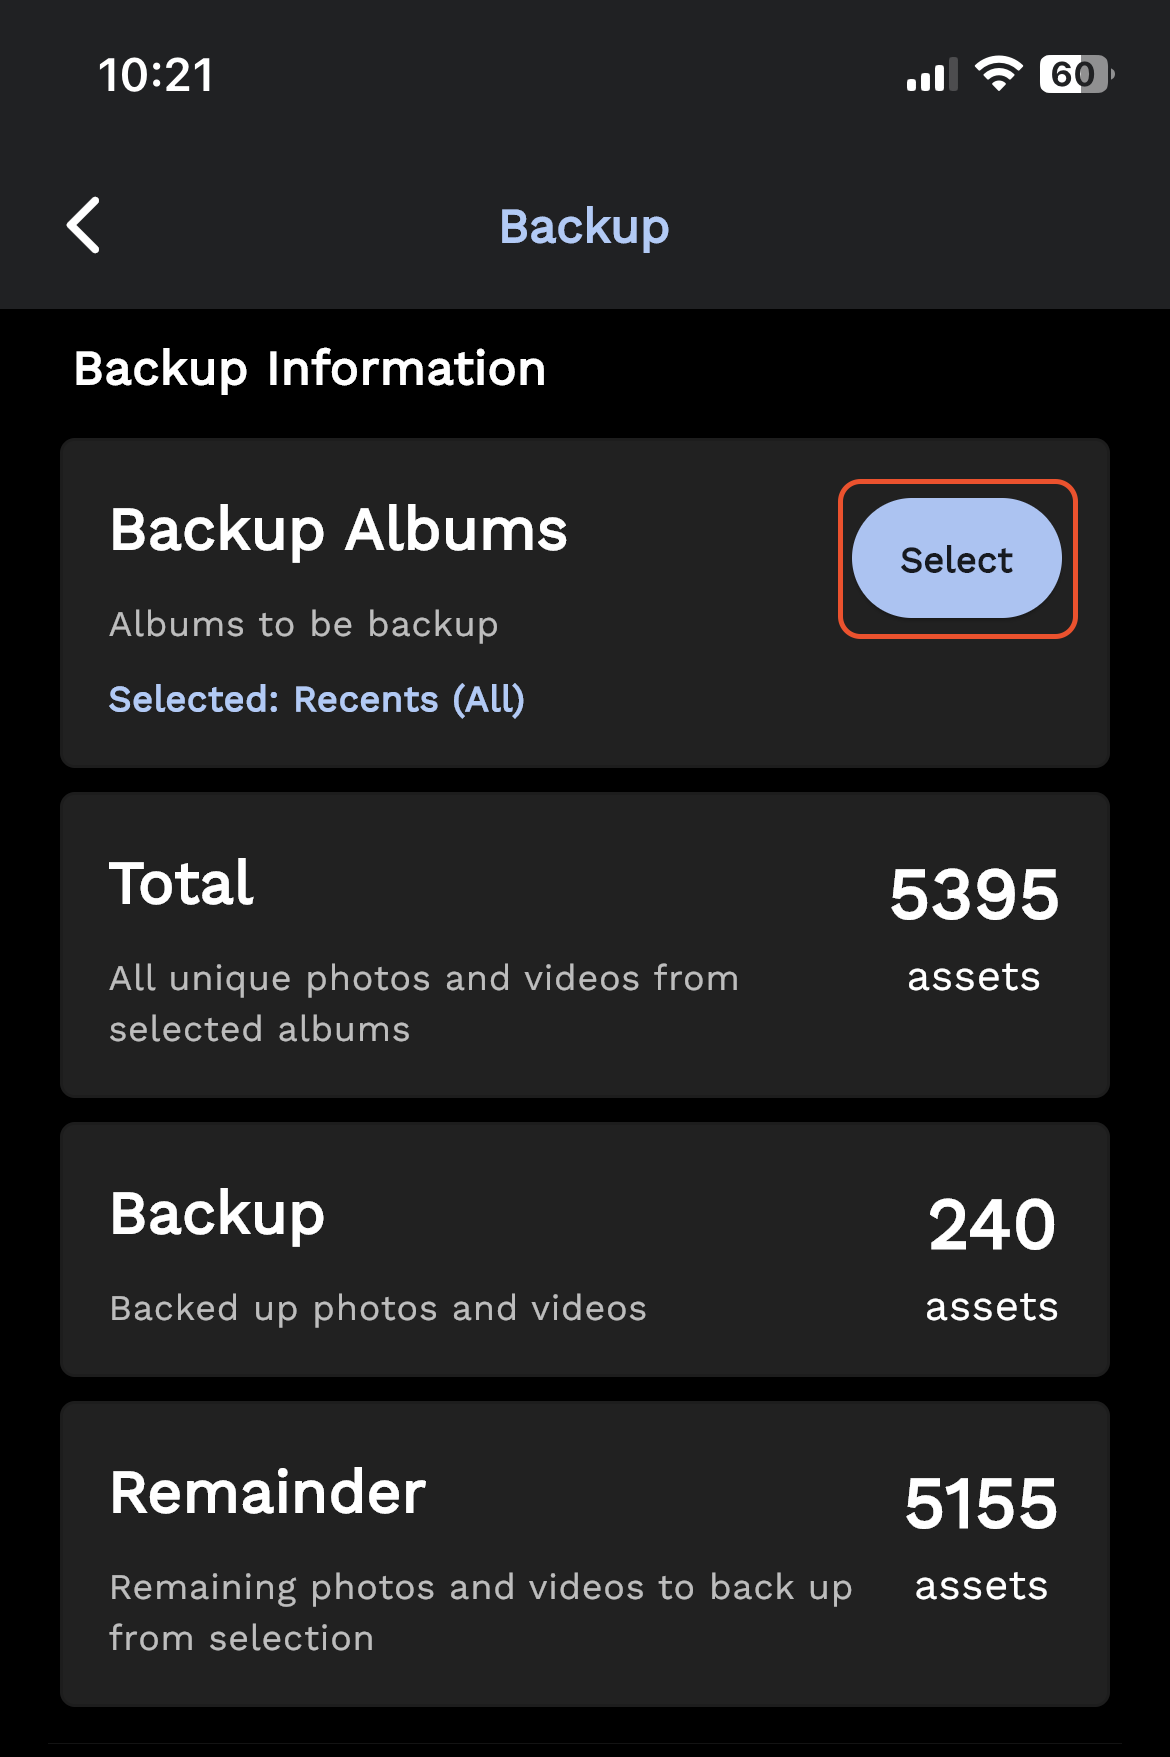 10:21
60
Backup
Backup Information
Backup Albums
Select
Albums to be backup
Selected: Recents (All)
Total
5395
All unique photos and videos from
assets
selected albums
Backup
240
Backed up photos and videos
assets
Remainder
5155
Remaining photos and videos to back up
assets
from selection